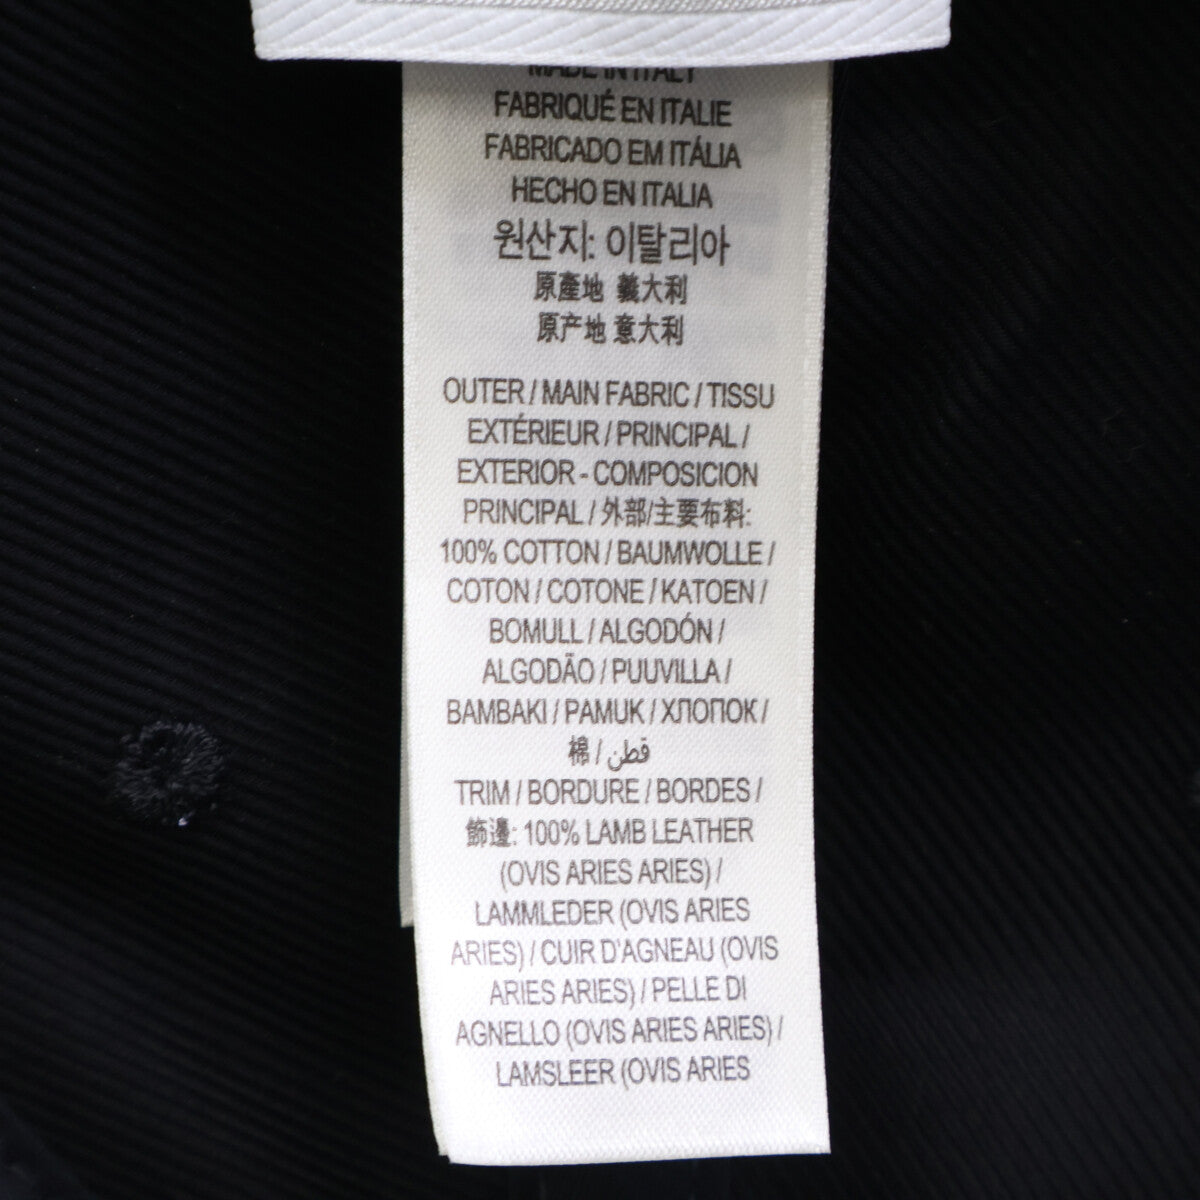 MADE IN ITALY
FABRIQUÉ EN ITALIE
FABRICADO EM ITÁLIA
HECHO EN ITALIA
원산지: 이탈리아
原產地 義大利
原产地 意大利
OUTER / MAIN FABRIC / TISSU
EXTÉRIEUR / PRINCIPAL /
EXTERIOR - COMPOSICION
PRINCIPAL / 外部/主要布料:
100% COTTON / BAUMWOLLE /
COTON / COTONE / KATOEN /
BOMULL / ALGODÓN /
ALGODÃO / PUUVILLA /
BAMBAKI / PAMUK / ХЛОПОК /
棉 / قطن
TRIM / BORDURE / BORDES /
飾邊: 100% LAMB LEATHER
(OVIS ARIES ARIES) /
LAMMLEDER (OVIS ARIES
ARIES) / CUIR D'AGNEAU (OVIS
ARIES ARIES) / PELLE DI
AGNELLO (OVIS ARIES ARIES) /
LAMSLEER (OVIS ARIES